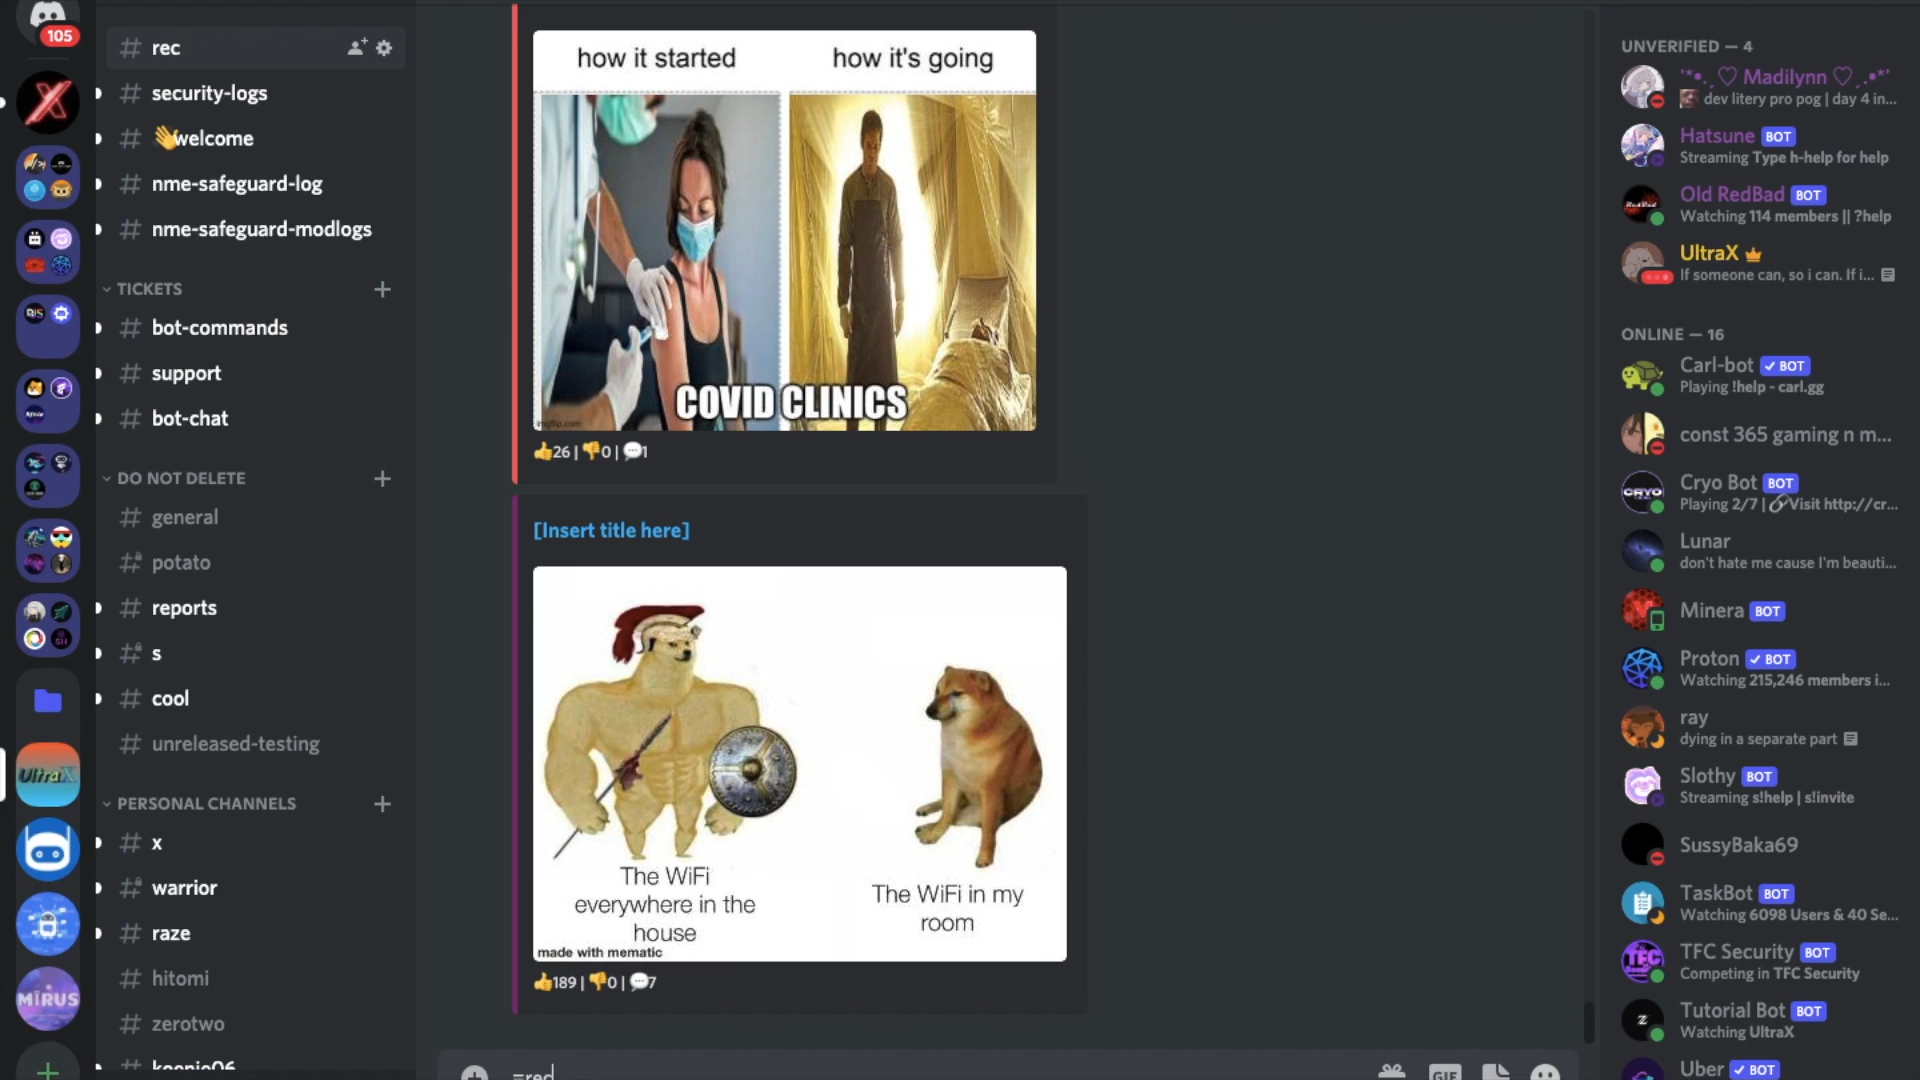 105
rec
security-logs
👋welcome
nme-safeguard-log
nme-safeguard-modlogs
TICKETS
bot-commands
support
bot-chat
DO NOT DELETE
general
potato
reports
s
cool
unreleased-testing
UltraX
PERSONAL CHANNELS
x
warrior
raze
hitomi
MIRUS
zerotwo
how it started how it's going
COVID CLINICS
imgflip.com
👍26 | 👎0 | 💬1
[Insert title here]
The WiFi
everywhere in the
house
The WiFi in my
room
made with mematic
👍189 | 👎0 | 💬7
=red
GIF
UNVERIFIED — 4
Madilynn
dev litery pro pog | day 4 in...
Hatsune BOT
Streaming Type h-help for help
Old RedBad BOT
Watching 114 members || ?help
UltraX
If someone can, so i can. If i...
ONLINE — 16
Carl-bot ✓ BOT
Playing !help - carl.gg
const 365 gaming n m...
CRYO
Cryo Bot BOT
Playing 2/7 | 🔗Visit http://cr...
Lunar
don't hate me cause I'm beauti...
Minera BOT
Proton ✓ BOT
Watching 215,246 members i...
ray
dying in a separate part
Slothy BOT
Streaming s!help | s!invite
SussyBaka69
TaskBot BOT
Watching 6098 Users & 40 Se...
TFC
TFC Security BOT
Competing in TFC Security
Z
Tutorial Bot BOT
Watching UltraX
Uber ✓ BOT